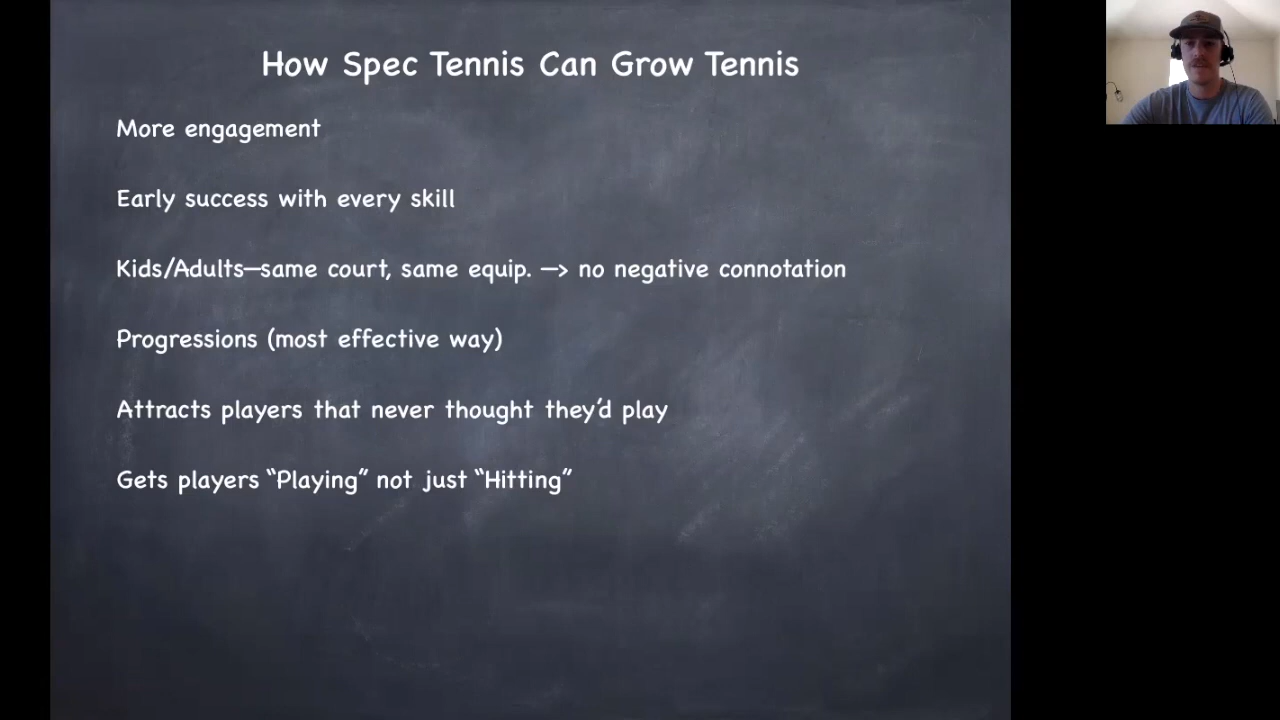 How Spec Tennis Can Grow Tennis
More engagement
Early success with every skill
Kids/Adults—same court, same equip. —> no negative connotation
Progressions (most effective way)
Attracts players that never thought they’d play
Gets players “Playing” not just “Hitting”